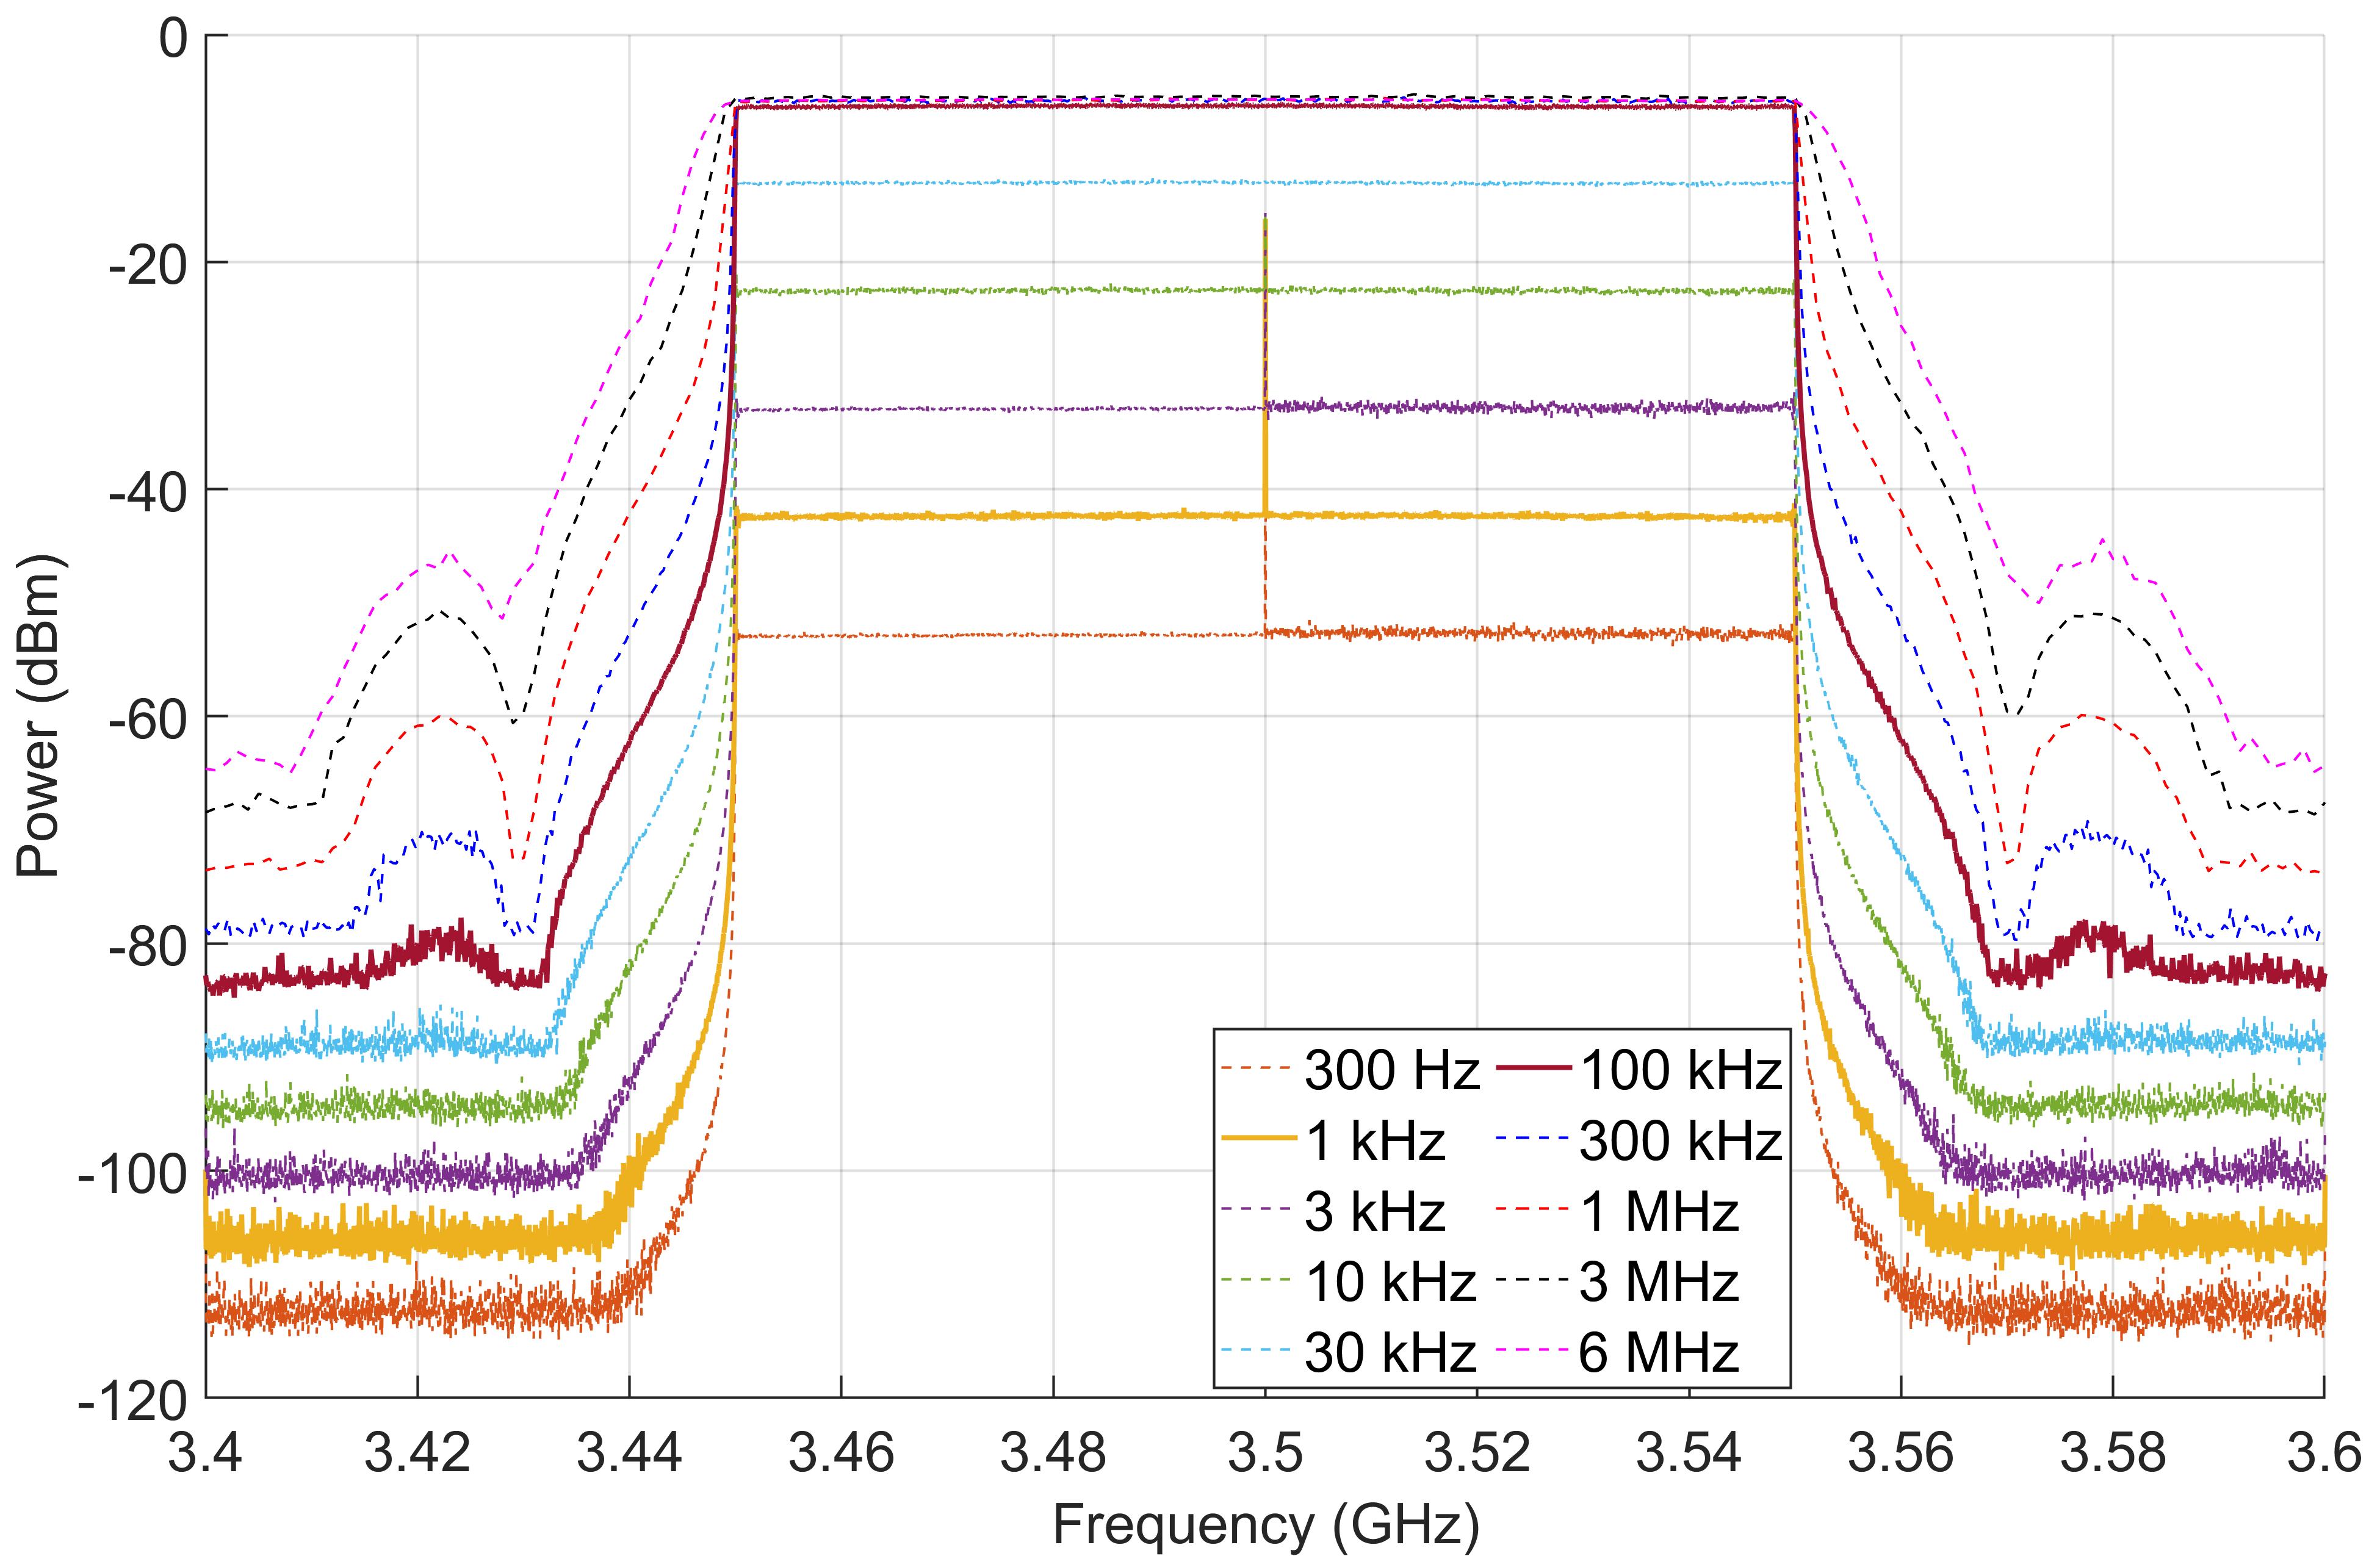 0
-20
-40
-60
-80
-100
-120
Power (dBm)
3.4 3.42 3.44 3.46 3.48 3.5 3.52 3.54 3.56 3.58 3.6
Frequency (GHz)
300 Hz 100 kHz
1 kHz 300 kHz
3 kHz 1 MHz
10 kHz 3 MHz
30 kHz 6 MHz